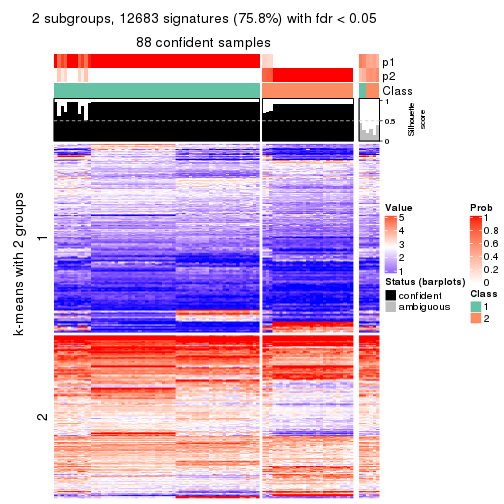 2 subgroups, 12683 signatures (75.8%) with fdr < 0.05
88 confident samples
p1
p2
Class
1
0.5
0
Silhouette
score
k-means with 2 groups
1
2
Value
5
4
3
2
1
Status (barplots)
confident
ambiguous
Prob
1
0.8
0.6
0.4
0.2
0
Class
1
2